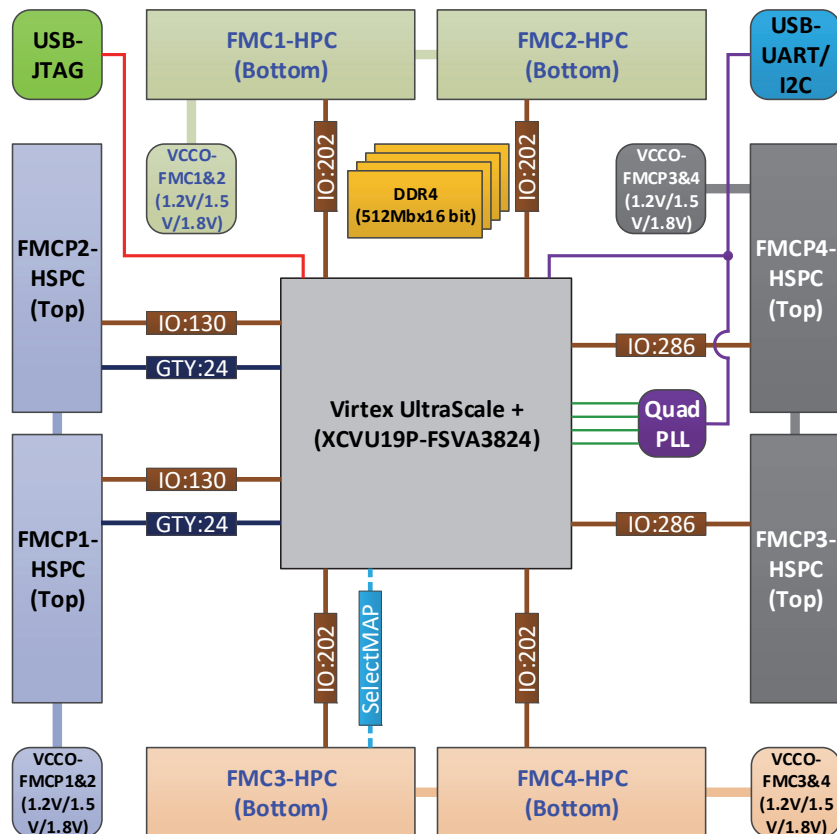 USB-
JTAG
FMC1-HPC
(Bottom)
FMC2-HPC
(Bottom)
USB-
UART/
I2C
VCCO-
FMC1&2
(1.2V/1.5
V/1.8V)
IO:202
DDR4
(512Mbx16 bit)
IO:202
VCCO-
FMCP3&4
(1.2V/1.5
V/1.8V)
FMCP2-
HSPC
(Top)
FMCP4-
HSPC
(Top)
IO:130
GTY:24
IO:286
Virtex UltraScale +
(XCVU19P-FSVA3824)
Quad
PLL
FMCP1-
HSPC
(Top)
IO:130
GTY:24
IO:286
FMCP3-
HSPC
(Top)
IO:202
SelectMAP
IO:202
VCCO-
FMCP1&2
(1.2V/1.5
V/1.8V)
FMC3-HPC
(Bottom)
FMC4-HPC
(Bottom)
VCCO-
FMC3&4
(1.2V/1.5
V/1.8V)